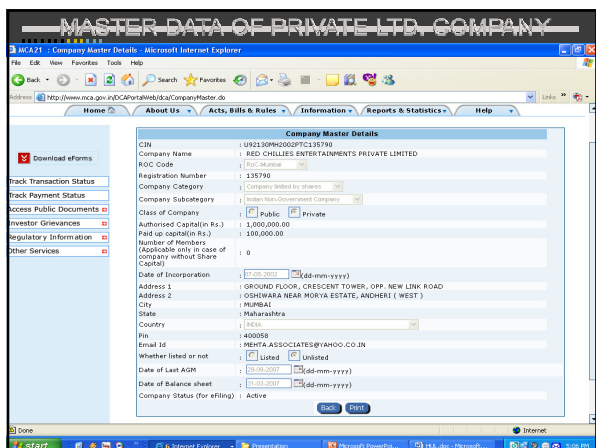 MASTER DATA OF PRIVATE LTD. COMPANY
MCA21 : Company Master Details - Microsoft Internet Explorer
File Edit View Favorites Tools Help
Back Search Favorites
Address http://www.mca.gov.in/DCAPortalWeb/dca/CompanyMaster.do Links
Home About Us Acts, Bills & Rules Information Reports & Statistics Help
Company Master Details
CIN : U92130MH2002PTC135790
Company Name : RED CHILLIES ENTERTAINMENTS PRIVATE LIMITED
ROC Code : RoC-Mumbai
Registration Number : 135790
Company Category : Company limited by shares
Company Subcategory : Indian Non-Government Company
Class of Company : Public Private
Authorised Capital(in Rs.) : 1,000,000.00
Paid up capital(in Rs.) : 100,000.00
Number of Members
(Applicable only in case of
company without Share
Capital) : 0
Date of Incorporation : (dd-mm-yyyy)
Address 1 : GROUND FLOOR, CRESCENT TOWER, OPP. NEW LINK ROAD
Address 2 : OSHIWARA NEAR MORYA ESTATE, ANDHERI ( WEST )
City : MUMBAI
State : Maharashtra
Country : INDIA
Pin : 400058
Email Id : MEHTA.ASSOCIATES@YAHOO.CO.IN
Whether listed or not : Listed Unlisted
Date of Last AGM : 29-09-2007 (dd-mm-yyyy)
Date of Balance sheet : 31-03-2007 (dd-mm-yyyy)
Company Status (for eFiling) : Active
Back Print
Download eForms
Track Transaction Status
Track Payment Status
Access Public Documents
Investor Grievances
Regulatory Information
Other Services
Done Internet
start 6 Internet Explorer Presentation Microsoft PowerPoi... HUL.doc - Microsoft... 5:06 PM